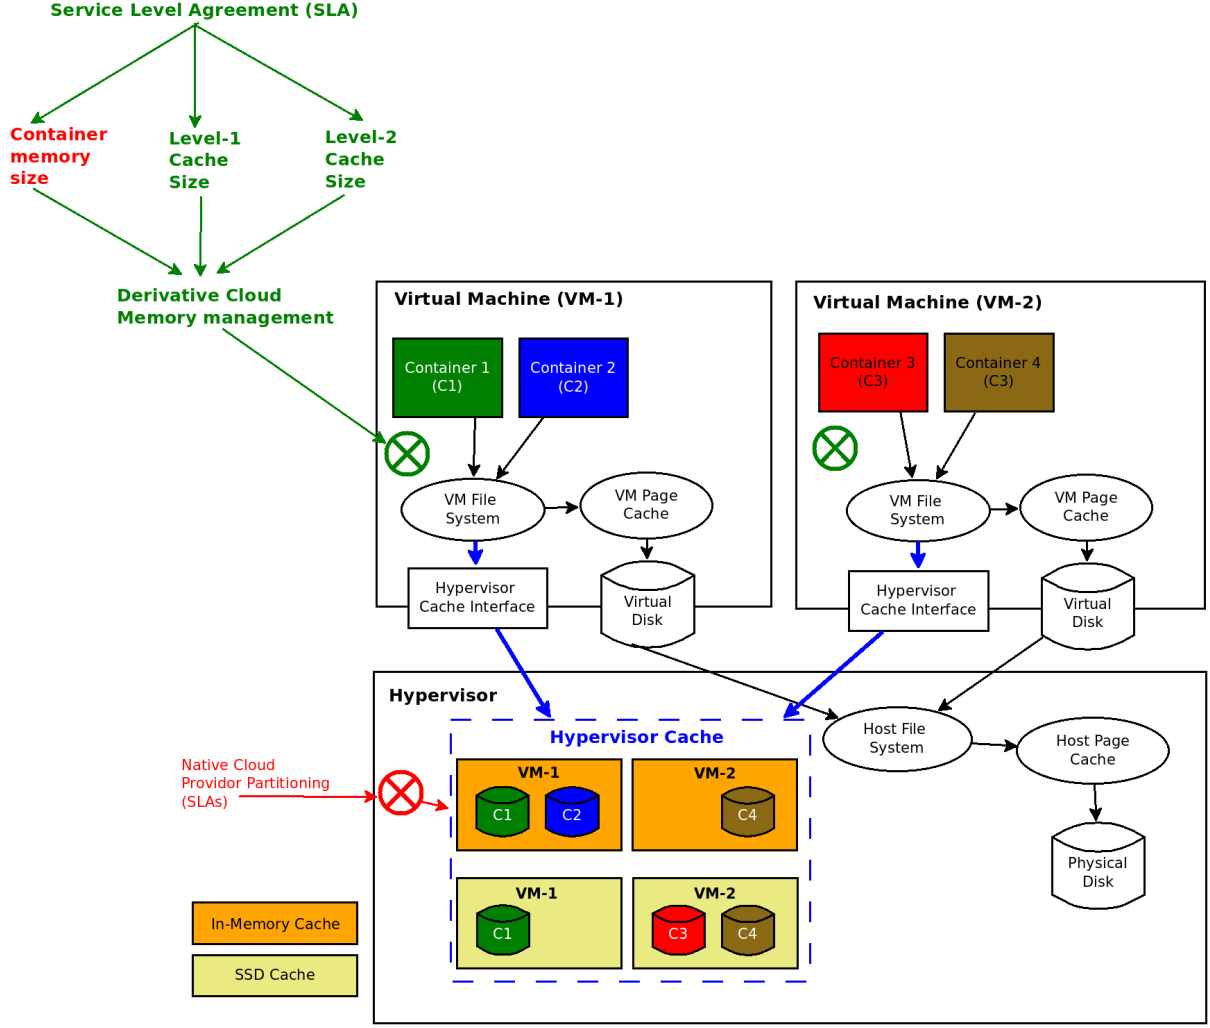 Service Level Agreement (SLA)
Container
memory
size
Level-1
Cache
Size
Level-2
Cache
Size
Derivative Cloud
Memory management
Virtual Machine (VM-1)
Container 1
(C1)
Container 2
(C2)
VM File
System
VM Page
Cache
Hypervisor
Cache Interface
Virtual
Disk
Virtual Machine (VM-2)
Container 3
(C3)
Container 4
(C3)
VM File
System
VM Page
Cache
Hypervisor
Cache Interface
Virtual
Disk
Hypervisor
Hypervisor Cache
VM-1
C1
C2
VM-2
C4
VM-1
C1
VM-2
C3
C4
Host File
System
Host Page
Cache
Physical
Disk
Native Cloud
Providor Partitioning
(SLAs)
In-Memory Cache
SSD Cache